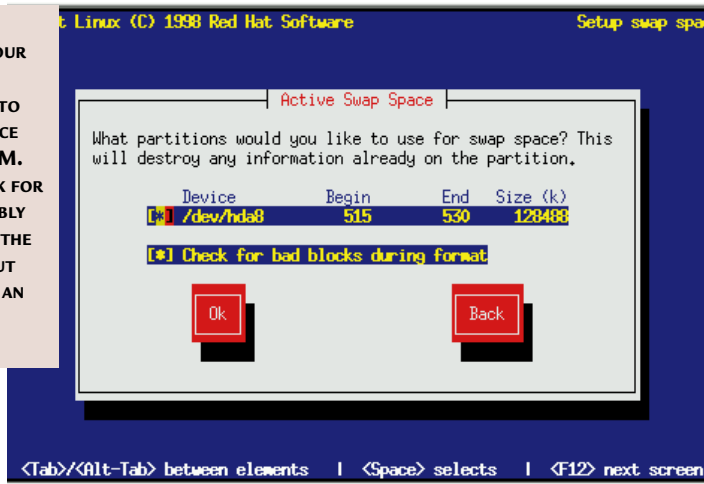 t Linux (C) 1998 Red Hat Software Setup swap spa
OUR
TO
CE
M.
K FOR
BLY
THE
UT
AN
Active Swap Space
What partitions would you like to use for swap space? This
will destroy any information already on the partition.
Device Begin End Size (k)
[*] /dev/hda8 515 530 128488
[*] Check for bad blocks during format
Ok Back
<Tab>/<Alt-Tab> between elements | <Space> selects | <F12> next screen